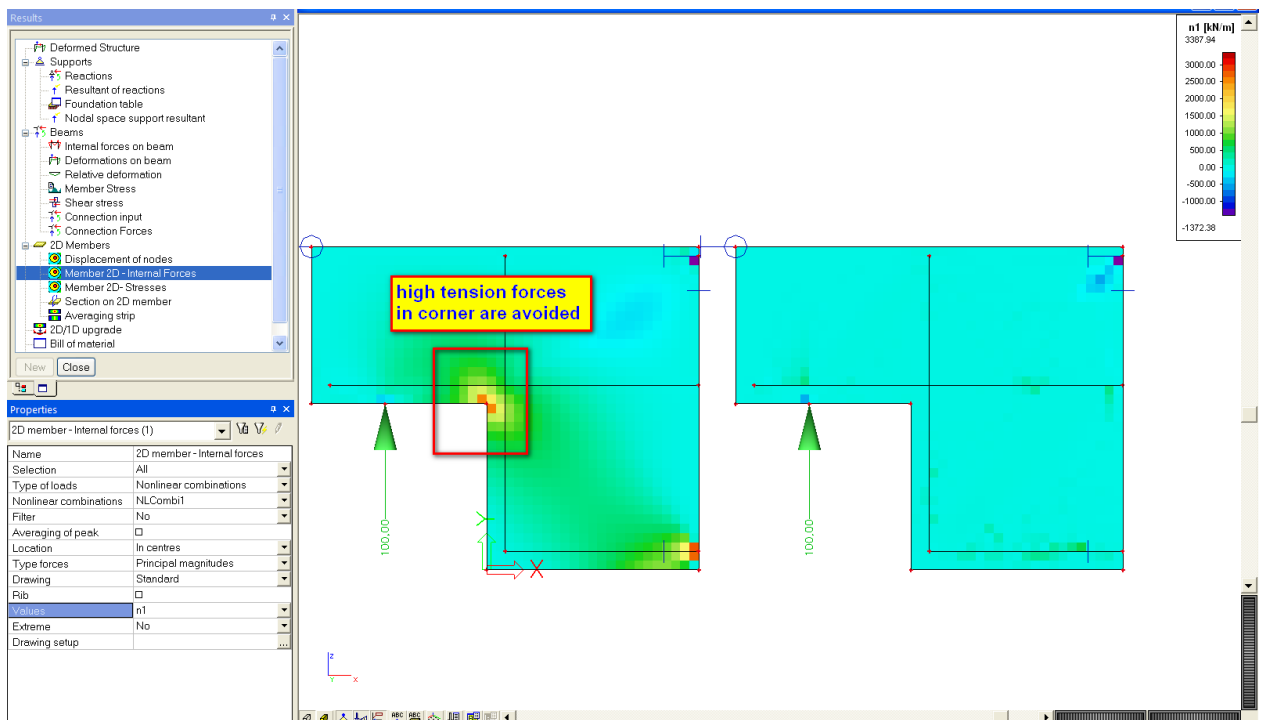 Results
Deformed Structure
Supports
Reactions
Resultant of reactions
Foundation table
Nodal space support resultant
Beams
Internal forces on beam
Deformations on beam
Relative deformation
Member Stress
Shear stress
Connection input
Connection Forces
2D Members
Displacement of nodes
Member 2D - Internal Forces
Member 2D- Stresses
Section on 2D member
Averaging strip
2D/1D upgrade
Bill of material
New Close
Properties
2D member - Internal forces (1)
Name 2D member - Internal forces
Selection All
Type of loads Nonlinear combinations
Nonlinear combinations NLCombi1
Filter No
Averaging of peak
Location In centres
Type forces Principal magnitudes
Drawing Standard
Rib
Values n1
Extreme No
Drawing setup ...
high tension forces
in corner are avoided
100.00
100.00
Y
X
z
Y x
n1 [kN/m]
3387.94
3000.00
2500.00
2000.00
1500.00
1000.00
500.00
0.00
-500.00
-1000.00
-1372.38
ABC ABC